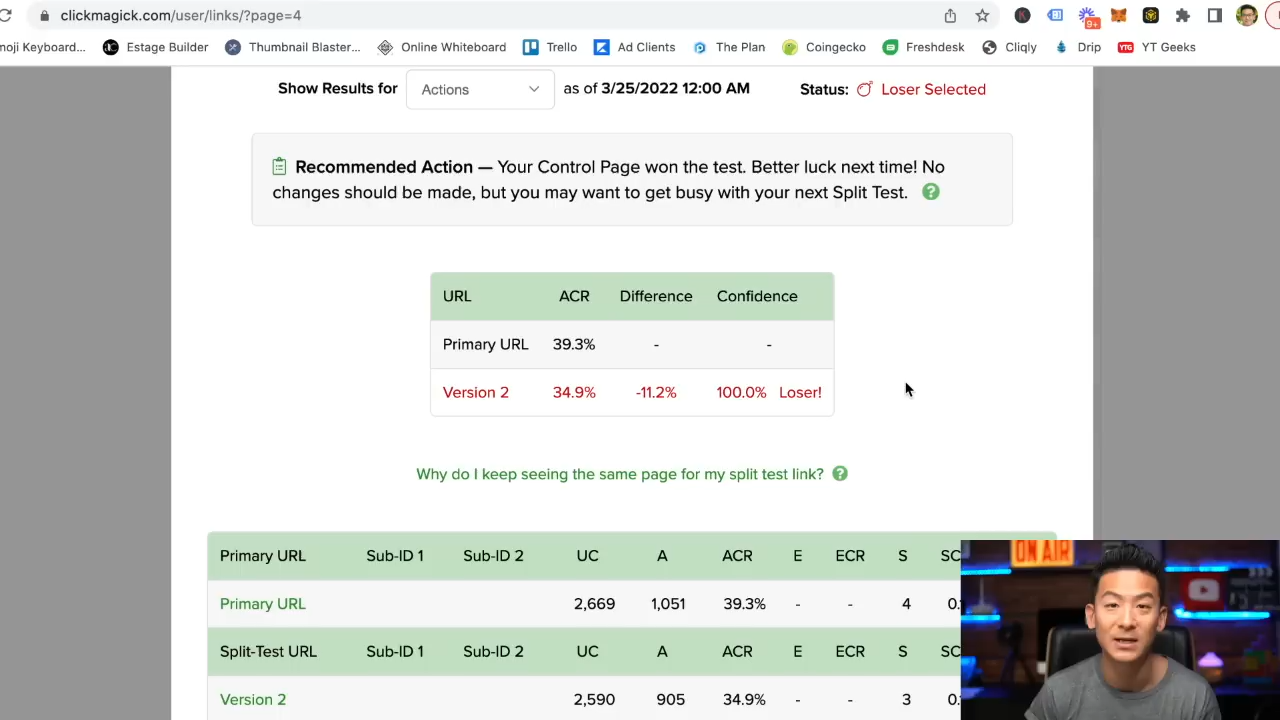 clickmagick.com/user/links/?page=4
9+
noji Keyboard... Estage Builder Thumbnail Blaster... Online Whiteboard Trello Ad Clients The Plan Coingecko Freshdesk Cliqly Drip YTG YT Geeks
Show Results for Actions as of 3/25/2022 12:00 AM Status: Loser Selected
Recommended Action — Your Control Page won the test. Better luck next time! No
changes should be made, but you may want to get busy with your next Split Test. ?
URL ACR Difference Confidence
Primary URL 39.3% - -
Version 2 34.9% -11.2% 100.0% Loser!
Why do I keep seeing the same page for my split test link? ?
Primary URL Sub-ID 1 Sub-ID 2 UC A ACR E ECR S SC
ON AIR
Primary URL 2,669 1,051 39.3% - - 4 0.
Split-Test URL Sub-ID 1 Sub-ID 2 UC A ACR E ECR S SC
Version 2 2,590 905 34.9% - - 3 0.